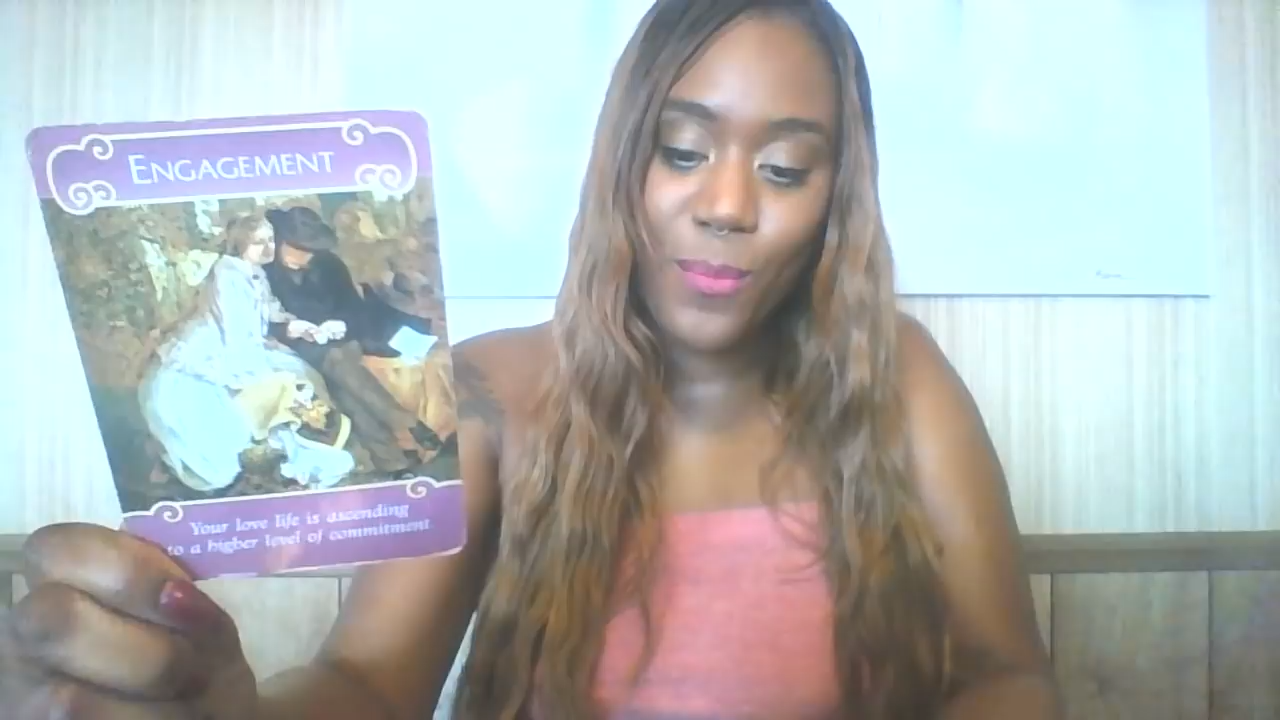 ENGAGEMENT
Your love life is ascending
to a higher level of commitment.